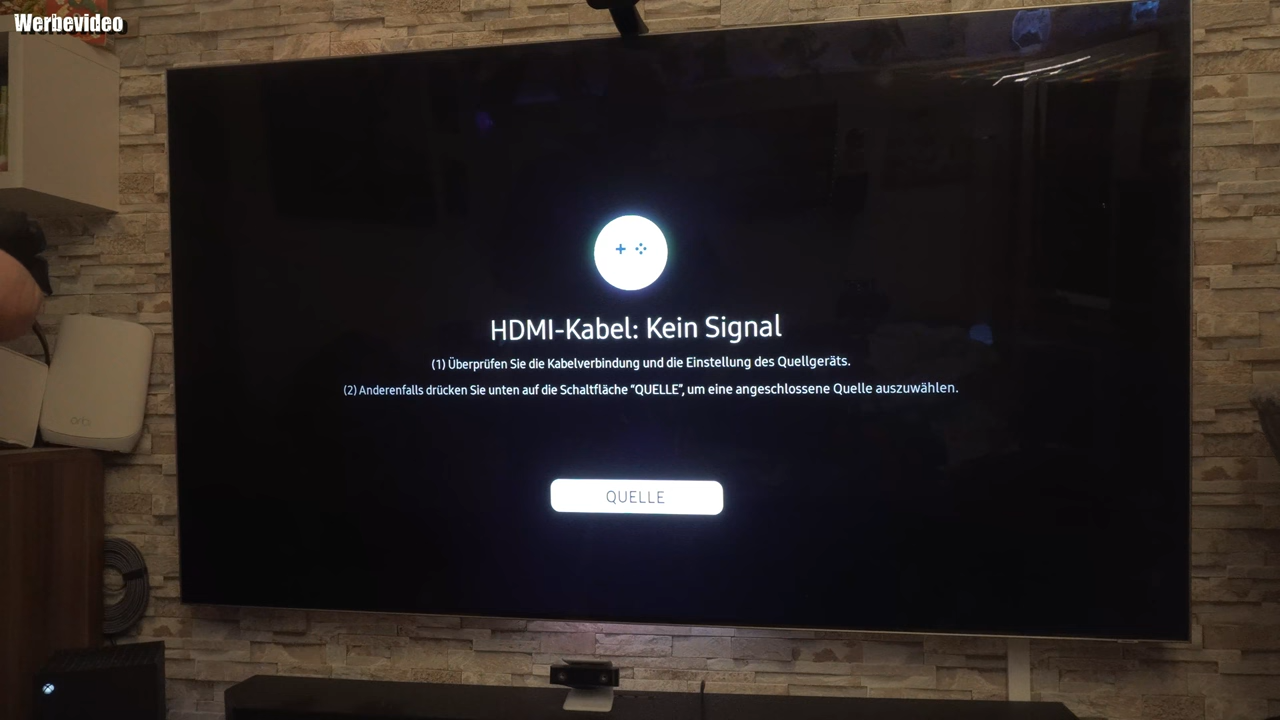 Werbevideo
HDMI-Kabel: Kein Signal
(1) Überprüfen Sie die Kabelverbindung und die Einstellung des Quellgeräts.
(2) Anderenfalls drücken Sie unten auf die Schaltfläche “QUELLE”, um eine angeschlossene Quelle auszuwählen.
orbi
QUELLE